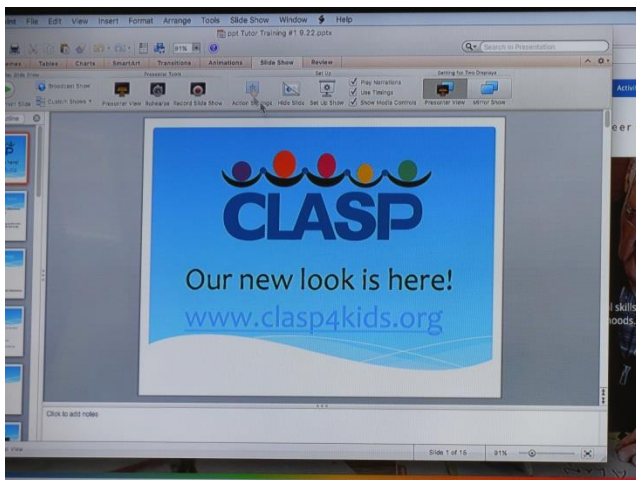 File Edit View Insert Format Arrange Tools Slide Show Window Help
ppt Tutor Training #1 9.22.pptx
91%
Search in Presentation
Tables Charts SmartArt Transitions Animations Slide Show Review
Presenter Tools Set Up Setting for Two Displays
Broadcast Show
Play Narrations
Use Timings
Custom Shows
Presenter View Rehearse Record Slide Show Action Settings Hide Slide Set Up Show Show Media Controls Presenter View Mirror Show
CLASP
CLASP
Our new look is here!
www.clasp4kids.org
skills
Click to add notes
Slide 1 of 15 91%